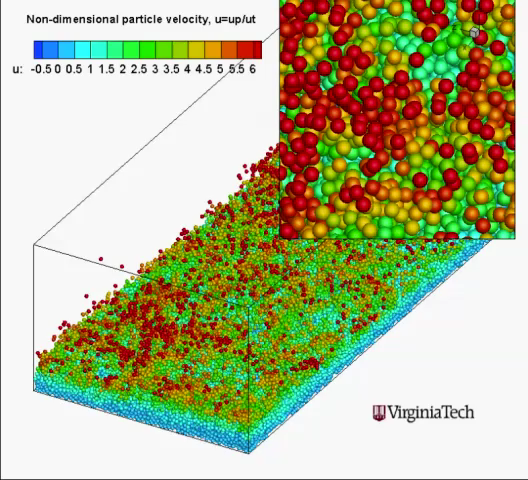 Non-dimensional particle velocity, u=up/ut
u: -0.5 0 0.5 1 1.5 2 2.5 3 3.5 4 4.5 5 5.5 6
VirginiaTech